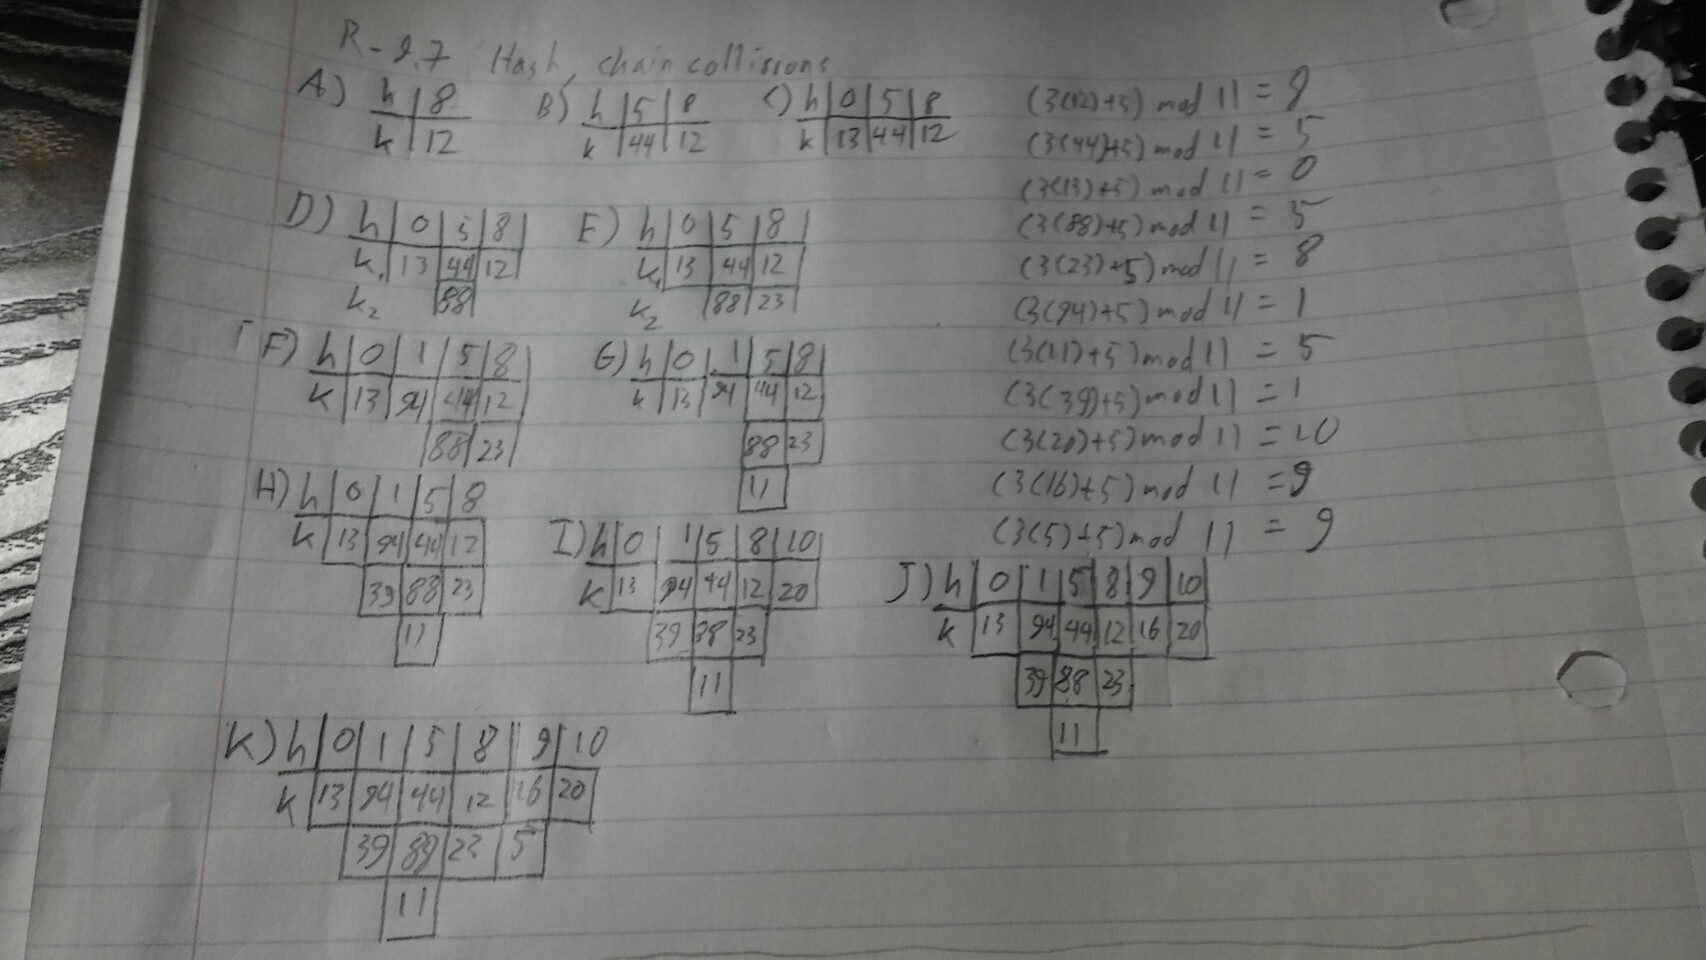 R-9.7 Hash, chain collisions
A) h | 8
k | 12
B) h | 5 | 8
k | 44 | 12
C) h | 0 | 5 | 8
k | 13 | 44 | 12
D) h | 0 | 5 | 8
k1 | 13 | 44 | 12
k2 | 88
E) h | 0 | 5 | 8
k1 | 13 | 44 | 12
k2 | 88 | 23
F) h | 0 | 1 | 5 | 8
k | 13 | 94 | 44 | 12
88 | 23
G) h | 0 | 1 | 5 | 8
k | 13 | 94 | 44 | 12
88 | 23
11
H) h | 0 | 1 | 5 | 8
k | 13 | 94 | 44 | 12
39 | 88 | 23
11
I) h | 0 | 1 | 5 | 8 | 10
k | 13 | 94 | 44 | 12 | 20
39 | 38 | 23
11
(3(12)+5) mod 11 = 8
(3(44)+5) mod 11 = 5
(3(13)+5) mod 11 = 0
(3(88)+5) mod 11 = 5
(3(23)+5) mod 11 = 8
(3(94)+5) mod 11 = 1
(3(11)+5) mod 11 = 5
(3(39)+5) mod 11 = 1
(3(20)+5) mod 11 = 10
(3(16)+5) mod 11 = 9
(3(5)+5) mod 11 = 9
J) h | 0 | 1 | 5 | 8 | 9 | 10
k | 13 | 94 | 44 | 12 | 16 | 20
39 | 88 | 23
11
K) h | 0 | 1 | 5 | 8 | 9 | 10
k | 13 | 94 | 44 | 12 | 16 | 20
39 | 89 | 23 | 5
11